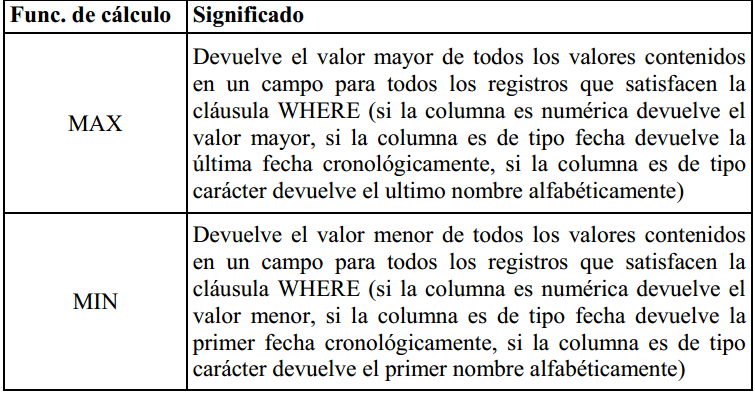 Func. de cálculo Significado
MAX
Devuelve el valor mayor de todos los valores contenidos
en un campo para todos los registros que satisfacen la
cláusula WHERE (si la columna es numérica devuelve el
valor mayor, si la columna es de tipo fecha devuelve la
última fecha cronológicamente, si la columna es de tipo
carácter devuelve el ultimo nombre alfabéticamente)
MIN
Devuelve el valor menor de todos los valores contenidos
en un campo para todos los registros que satisfacen la
cláusula WHERE (si la columna es numérica devuelve el
valor menor, si la columna es de tipo fecha devuelve la
primer fecha cronológicamente, si la columna es de tipo
carácter devuelve el primer nombre alfabéticamente)